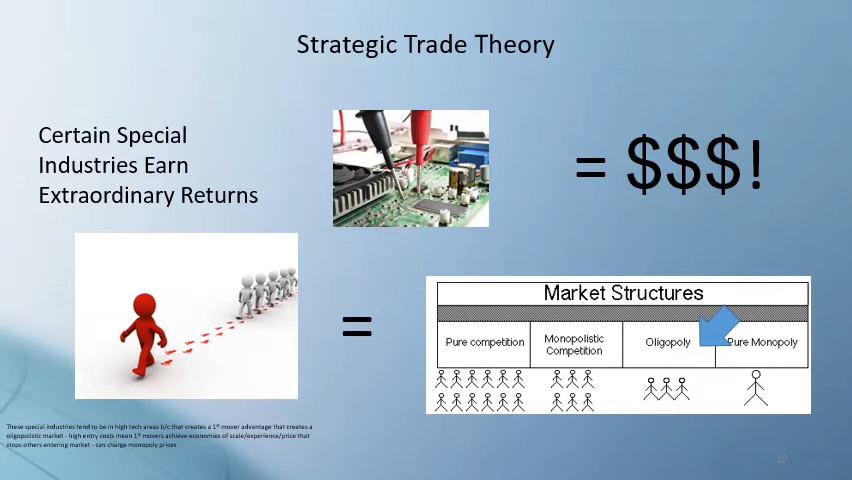 Strategic Trade Theory
Certain Special
Industries Earn
Extraordinary Returns
= $$$!
=
Market Structures
Pure competition
Monopolistic
Competition
Oligopoly
Pure Monopoly
These special industries tend to be in high tech areas b/c that creates a 1st mover advantage that creates a
oligopolistic market - high entry costs mean 1st movers achieve economies of scale/experience/price that
stops others entering market - can charge monopoly prices
10